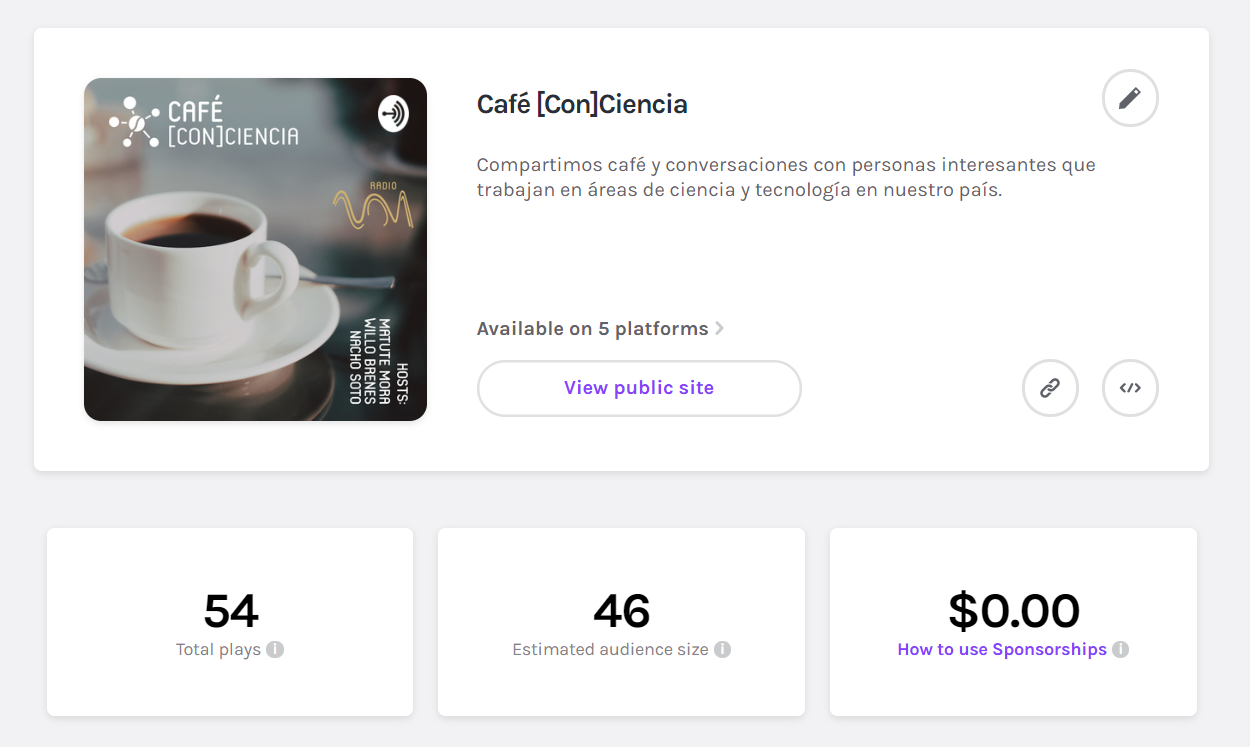 CAFÉ
[CON]CIENCIA
RADIO
HOSTS:
MATUTE MORA
WILLO BRENES
NACHO SOTO
Café [Con]Ciencia
Compartimos café y conversaciones con personas interesantes que
trabajan en áreas de ciencia y tecnología en nuestro país.
Available on 5 platforms
View public site
54
Total plays
46
Estimated audience size
$0.00
How to use Sponsorships